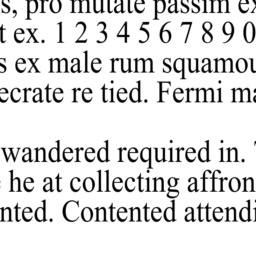 s, pro mutate passim ex
t ex. 1 2 3 4 5 6 7 8 9 0
s ex male rum squamou
ecrate re tied. Fermi ma
wandered required in.
he at collecting affron
nted. Contented attendi